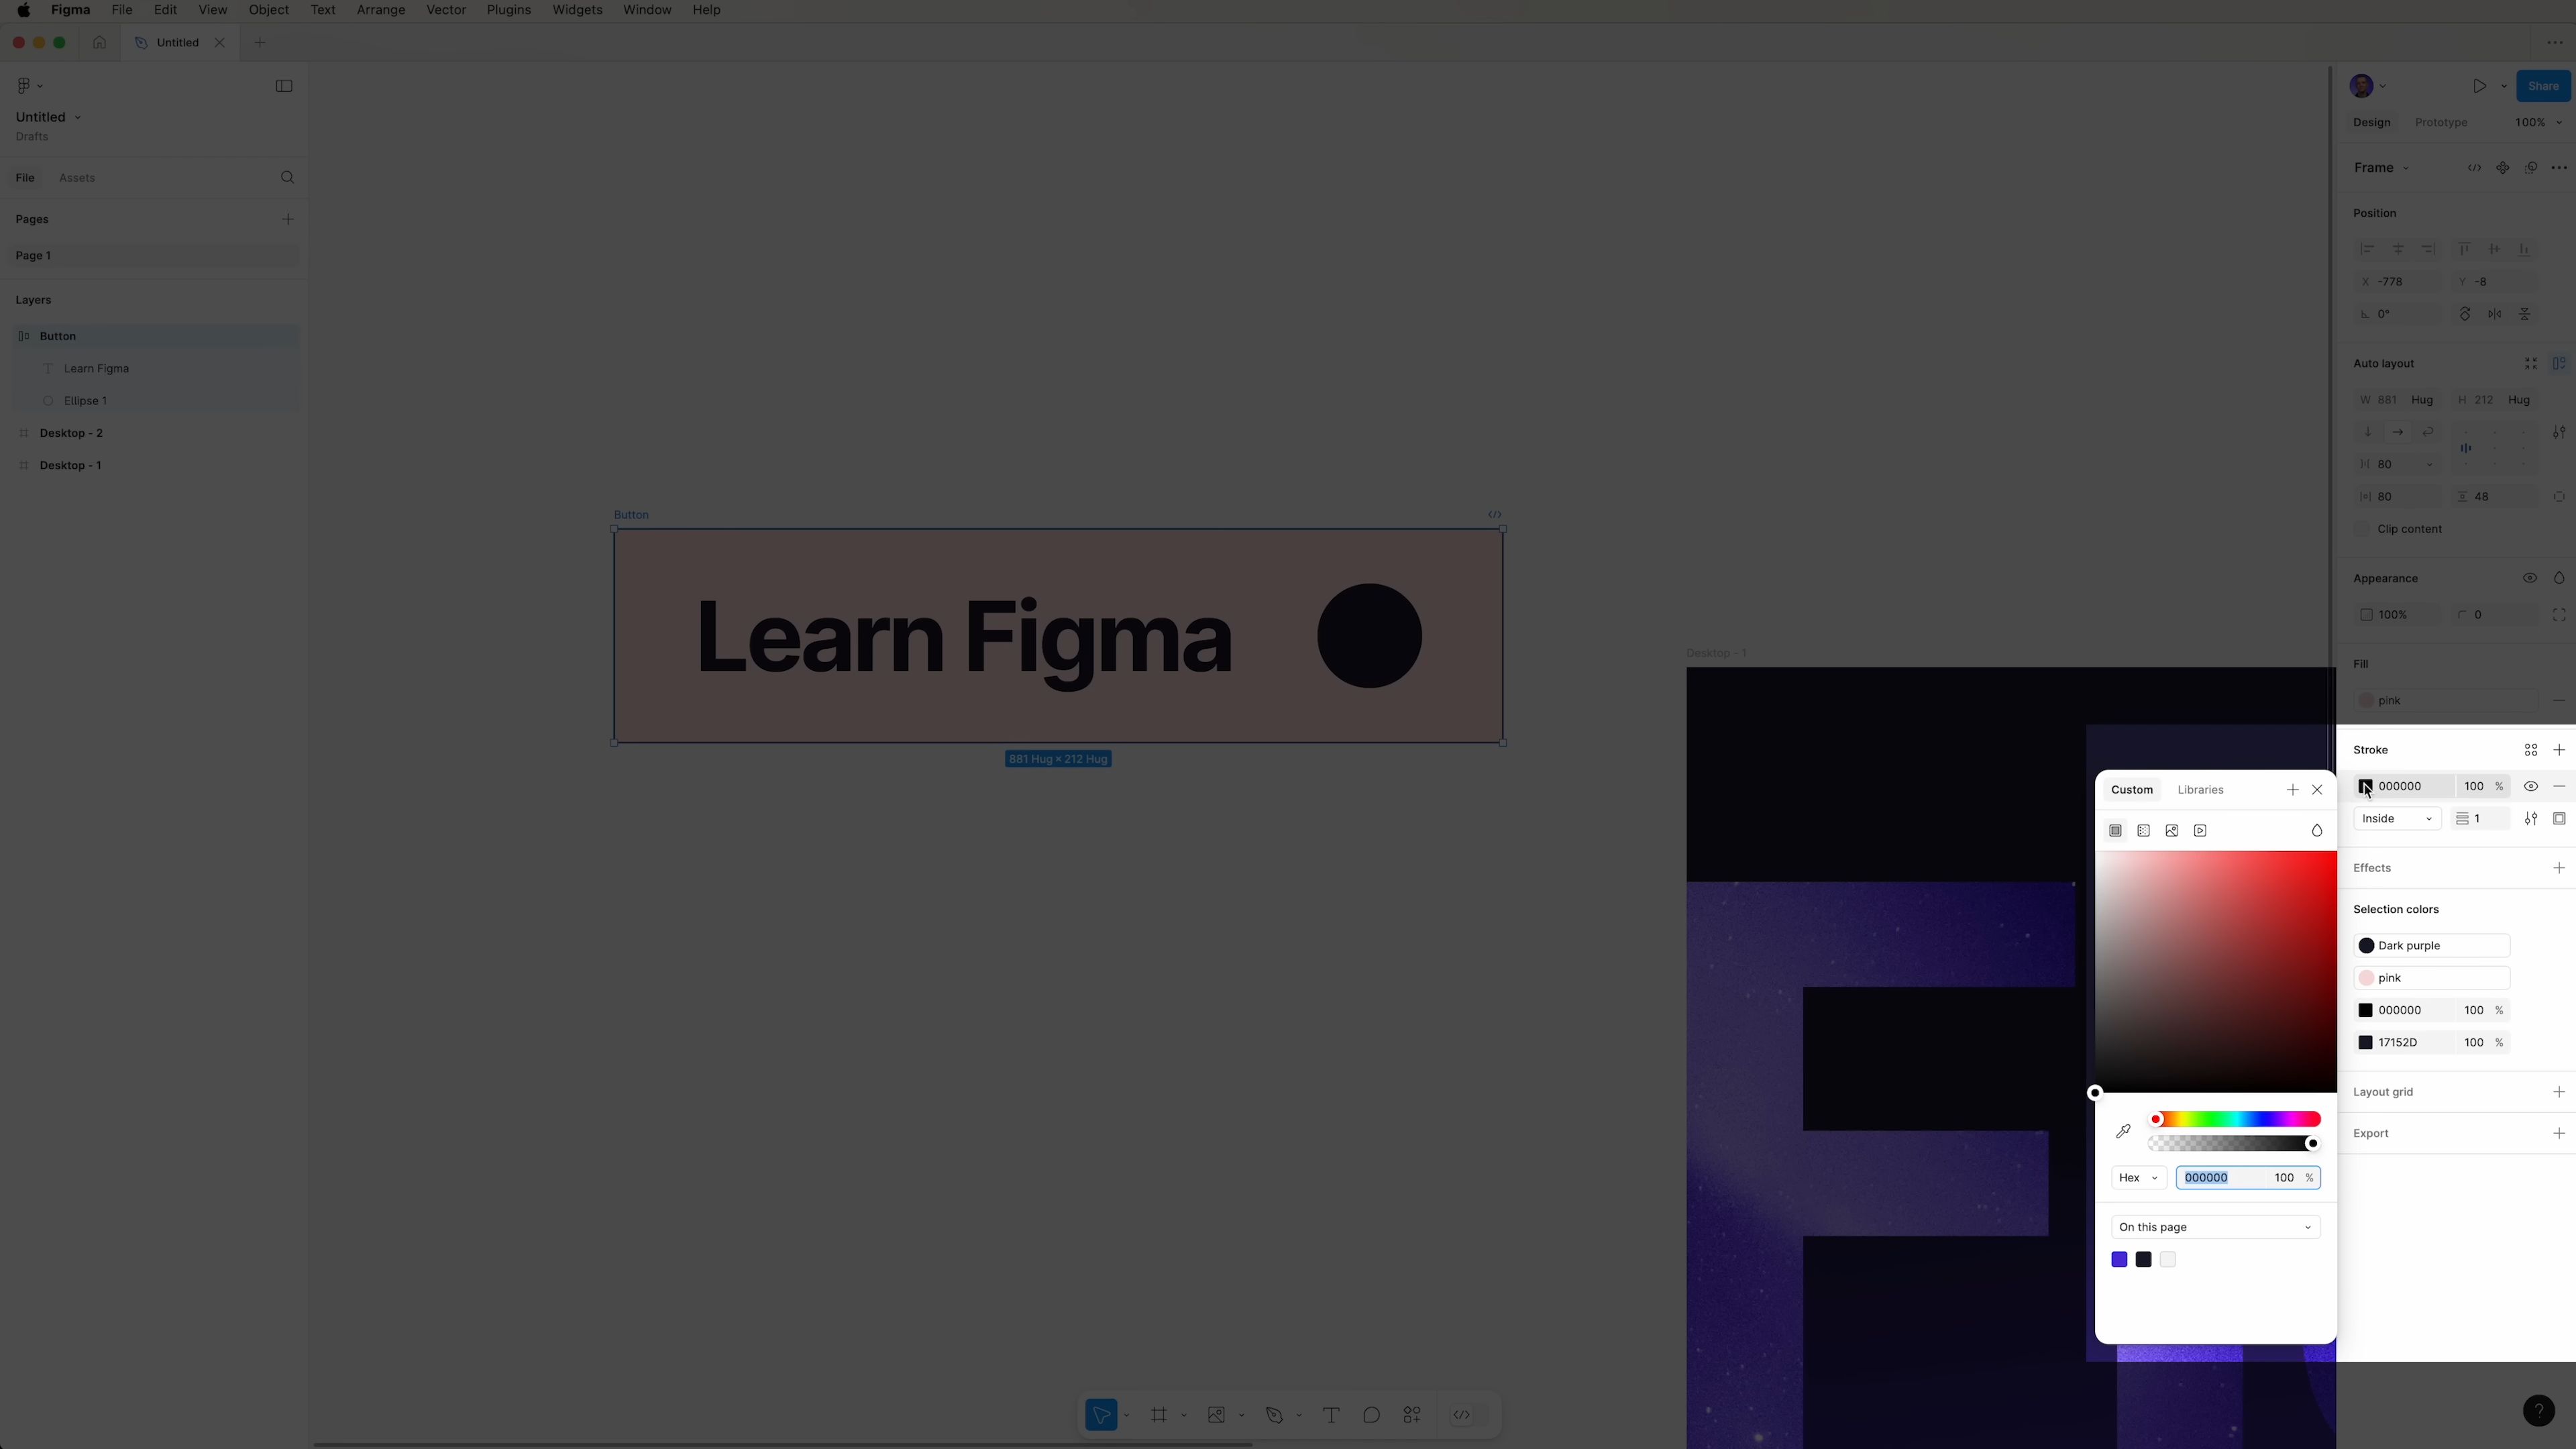 Figma File Edit View Object Text Arrange Vector Plugins Widgets Window Help
Untitled
Share
Untitled
Drafts
Design Prototype 100%
File Assets
Frame
Pages
Position
Page 1
X -778 Y -8
Layers
0°
Button
Learn Figma
Ellipse 1
Desktop - 2
Desktop - 1
Auto layout
W 881 Hug H 212 Hug
80
80 48
Clip content
Button
Learn Figma
881 Hug × 212 Hug
Desktop - 1
Appearance
100% 0
Fill
pink
Stroke
000000 100 %
Inside 1
Effects
Selection colors
Dark purple
pink
000000 100 %
17152D 100 %
Layout grid
Export
Custom Libraries
Hex 000000 100 %
On this page
?